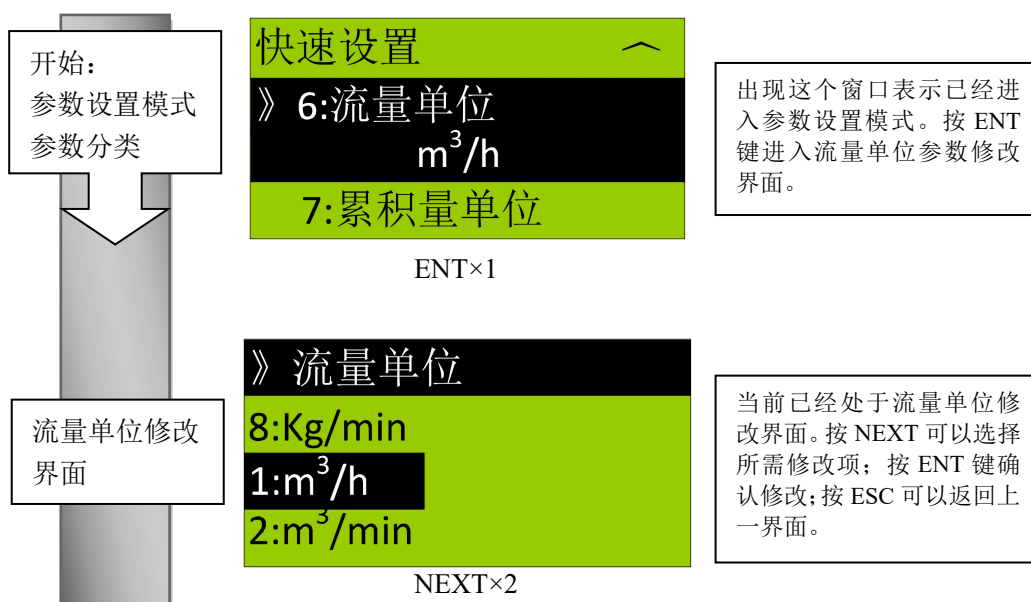 开始：
参数设置模式
参数分类
快速设置
》6:流量单位
m³/h
7:累积量单位
ENT×1
出现这个窗口表示已经进
入参数设置模式。按 ENT
键进入流量单位参数修改
界面。
流量单位修改
界面
》流量单位
8:Kg/min
1:m³/h
2:m³/min
NEXT×2
当前已经处于流量单位修
改界面。按 NEXT 可以选择
所需修改项；按 ENT 键确
认修改；按 ESC 可以返回上
一界面。